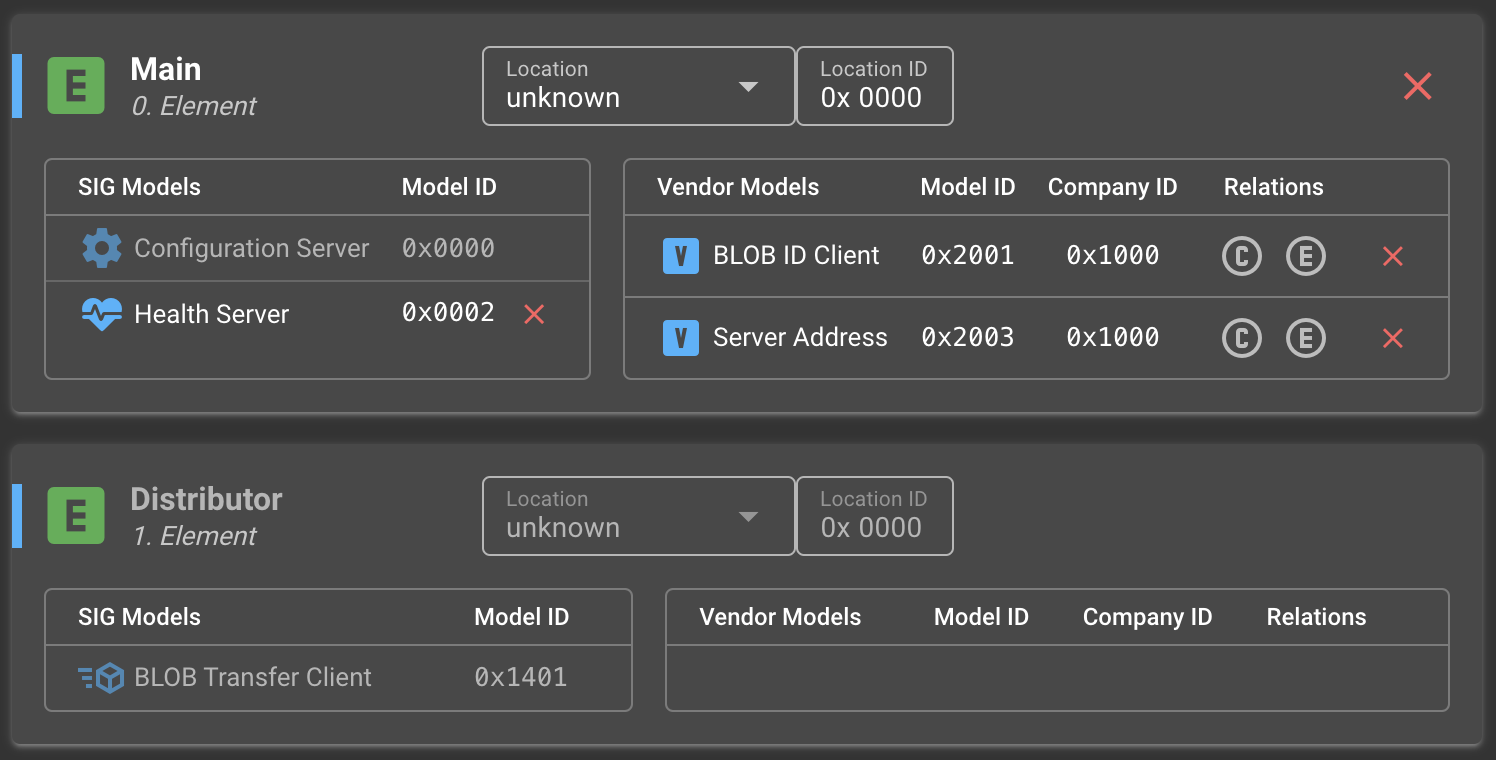 E Main
0. Element
Location
unknown
Location ID
0x 0000
SIG Models Model ID
Configuration Server 0x0000
Health Server 0x0002
Vendor Models Model ID Company ID Relations
V BLOB ID Client 0x2001 0x1000 C E
V Server Address 0x2003 0x1000 C E
E Distributor
1. Element
Location
unknown
Location ID
0x 0000
SIG Models Model ID
BLOB Transfer Client 0x1401
Vendor Models Model ID Company ID Relations